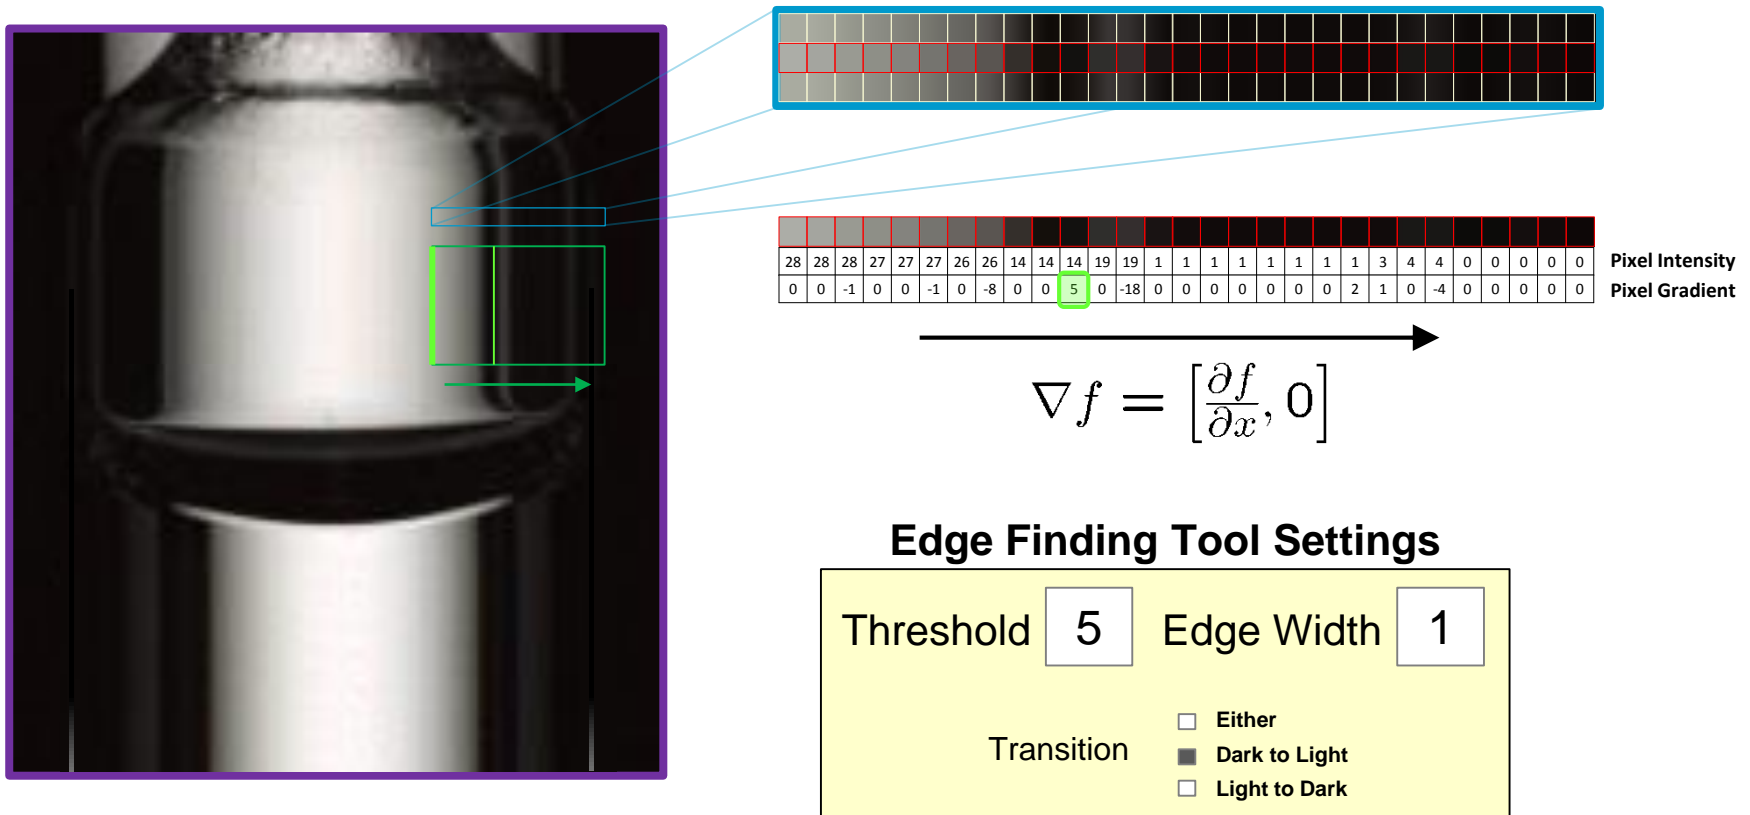 28 28 28 27 27 27 26 26 14 14 14 19 19 1 1 1 1 1 1 1 1 3 4 4 0 0 0 0 0 Pixel Intensity
0 0 -1 0 0 -1 0 -8 0 0 5 0 -18 0 0 0 0 0 0 0 2 1 0 -4 0 0 0 0 0 Pixel Gradient
∇f = [∂f/∂x, 0]
Edge Finding Tool Settings
Threshold 5 Edge Width 1
Either
Transition Dark to Light
Light to Dark